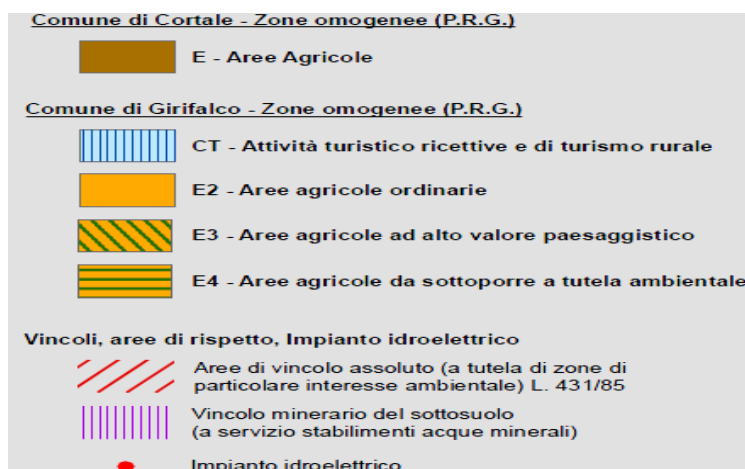 Comune di Cortale - Zone omogenee (P.R.G.)
E - Aree Agricole
Comune di Girifalco - Zone omogenee (P.R.G.)
CT - Attività turistico ricettive e di turismo rurale
E2 - Aree agricole ordinarie
E3 - Aree agricole ad alto valore paesaggistico
E4 - Aree agricole da sottoporre a tutela ambientale
Vincoli, aree di rispetto, Impianto idroelettrico
Aree di vincolo assoluto (a tutela di zone di
particolare interesse ambientale) L. 431/85
Vincolo minerario del sottosuolo
(a servizio stabilimenti acque minerali)
Impianto idroelettrico